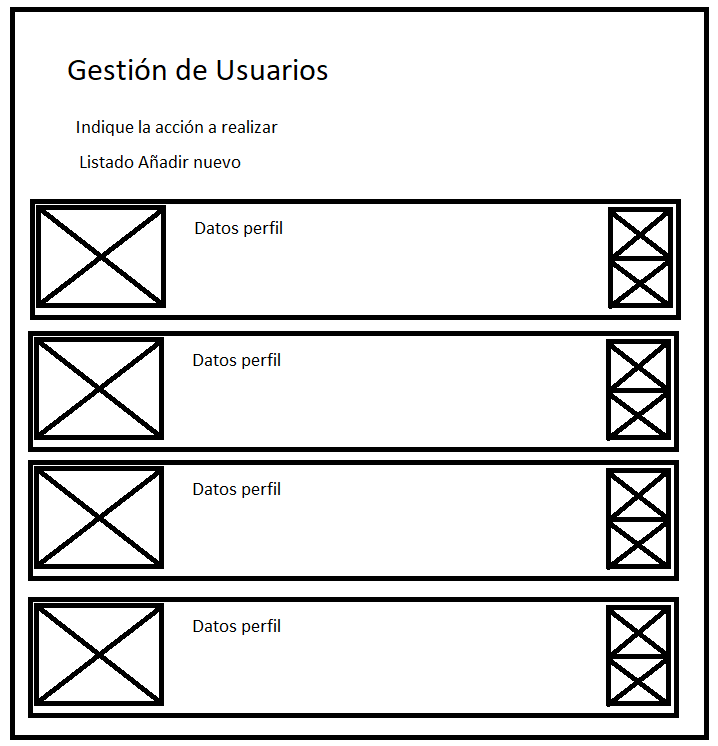 Gestión de Usuarios
Indique la acción a realizar
Listado Añadir nuevo
Datos perfil
Datos perfil
Datos perfil
Datos perfil